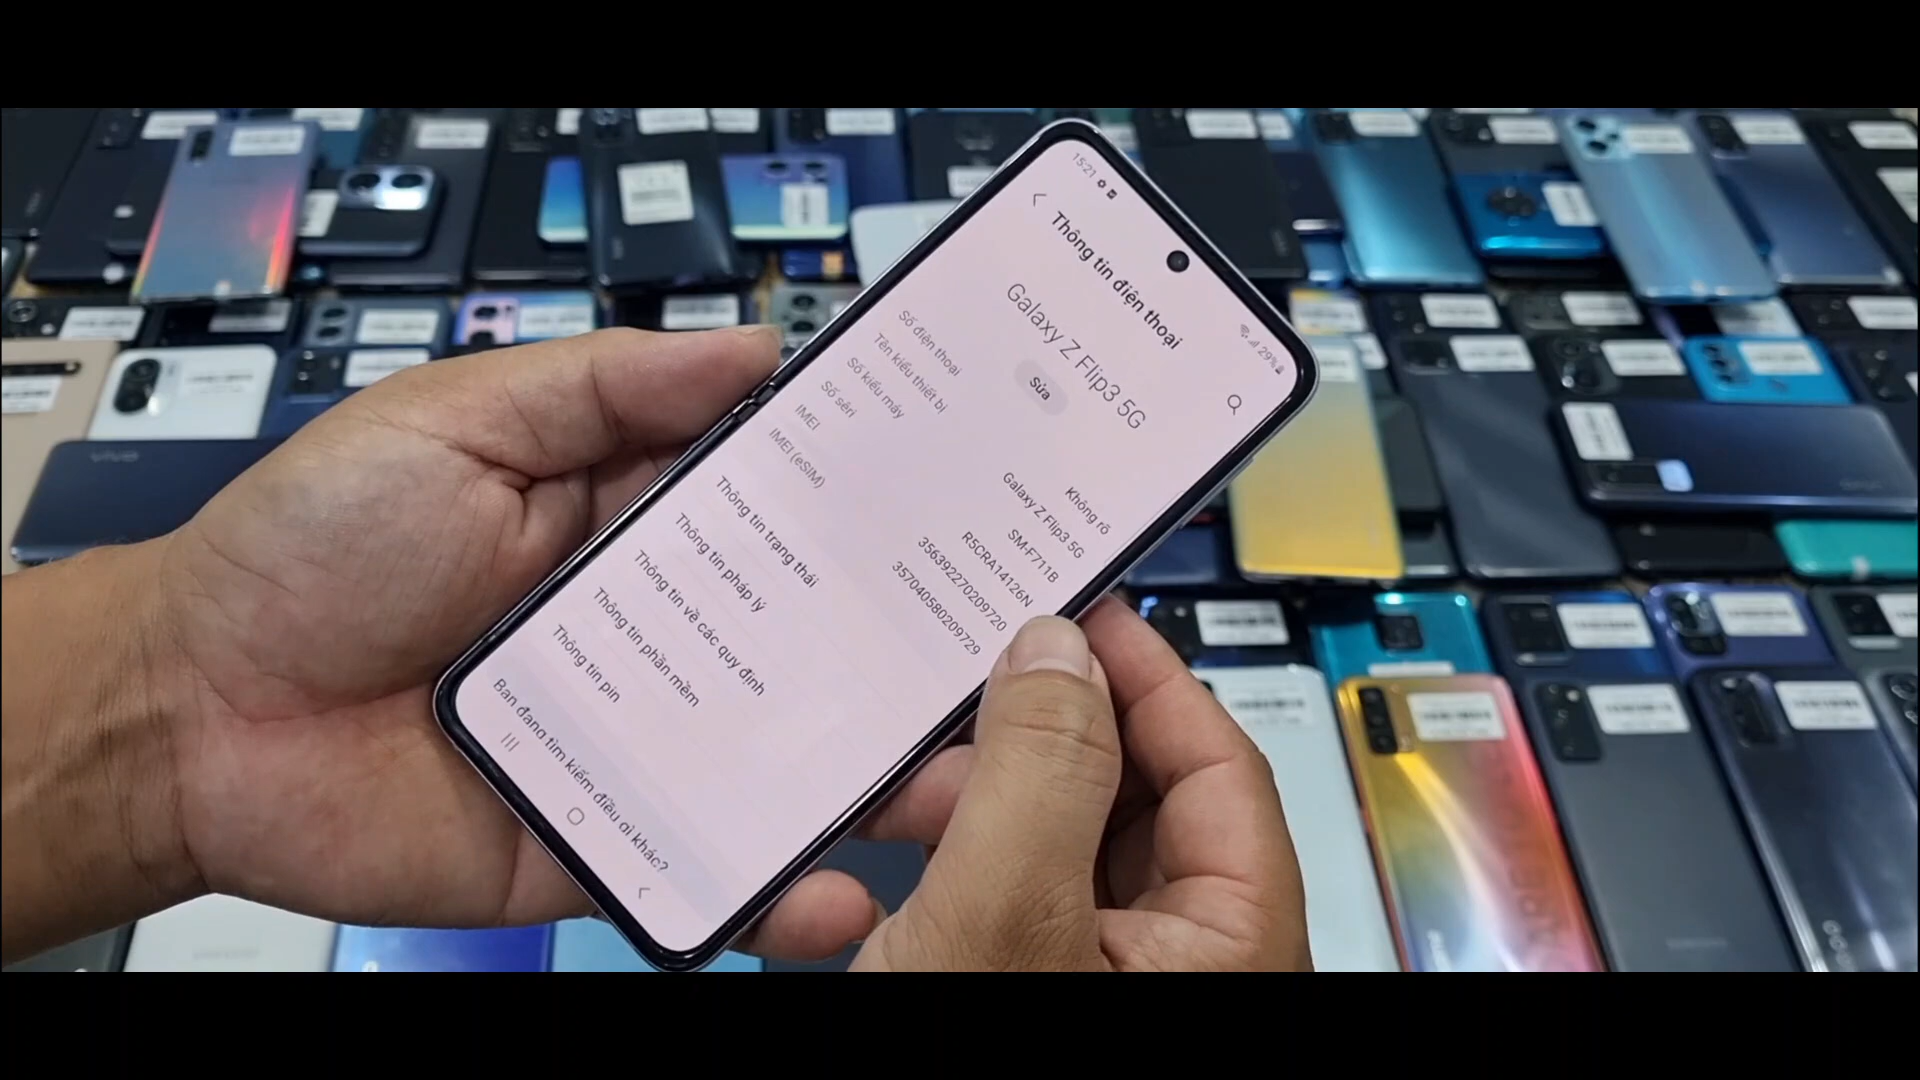 15:21
29%
Thông tin điện thoại
Galaxy Z Flip3 5G
Sửa
Số điện thoại
Không rõ
Tên kiểu thiết bị
Galaxy Z Flip3 5G
Số kiểu máy
SM-F711B
Số sêri
R5CRA14126N
IMEI
356392270209720
IMEI (eSIM)
357040580209729
Thông tin trạng thái
Thông tin pháp lý
Thông tin về các quy định
Thông tin phần mềm
Thông tin pin
Bạn đang tìm kiếm điều gì khác?
vivo